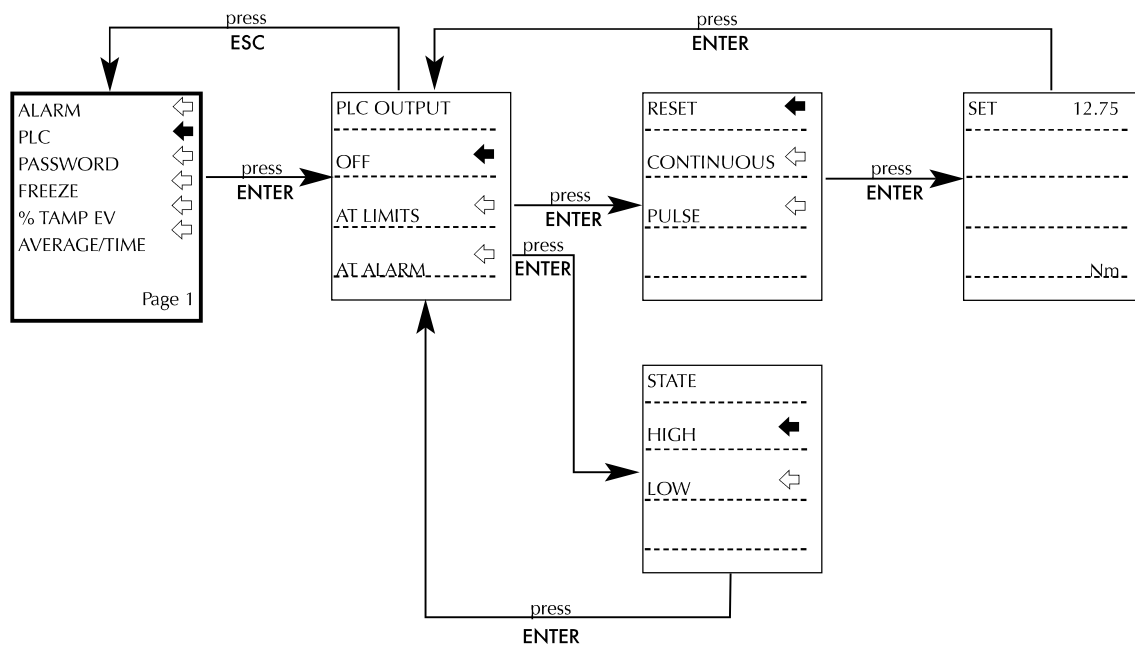 press
ESC
press
ENTER
ALARM
PLC
PASSWORD
FREEZE
% TAMP EV
AVERAGE/TIME
Page 1
press
ENTER
PLC OUTPUT
OFF
AT LIMITS
AT ALARM
press
ENTER
press
ENTER
RESET
CONTINUOUS
PULSE
press
ENTER
SET 12.75
Nm
STATE
HIGH
LOW
press
ENTER